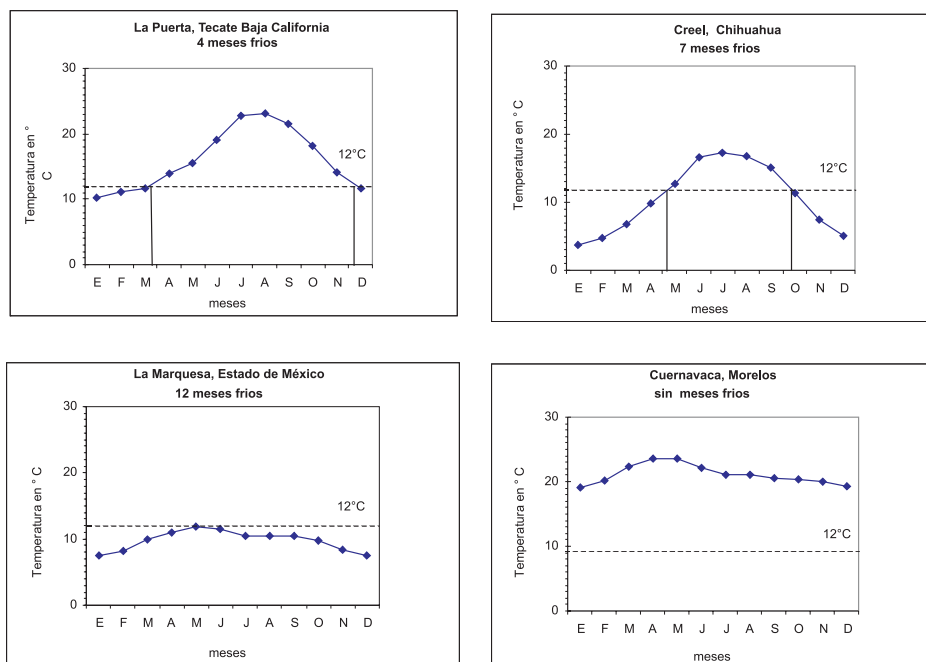 La Puerta, Tecate Baja California
4 meses frios
30
20
10
0
Temperatura en °
C
12°C
E F M A M J J A S O N D
meses
Creel, Chihuahua
7 meses frios
30
20
10
0
Temperatura en ° C
12°C
E F M A M J J A S O N D
meses
La Marquesa, Estado de México
12 meses frios
30
20
10
0
Temperatura en ° C
12°C
E F M A M J J A S O N D
meses
Cuernavaca, Morelos
sin meses frios
30
20
10
0
Temperatura en ° C
12°C
E F M A M J J A S O N D
meses